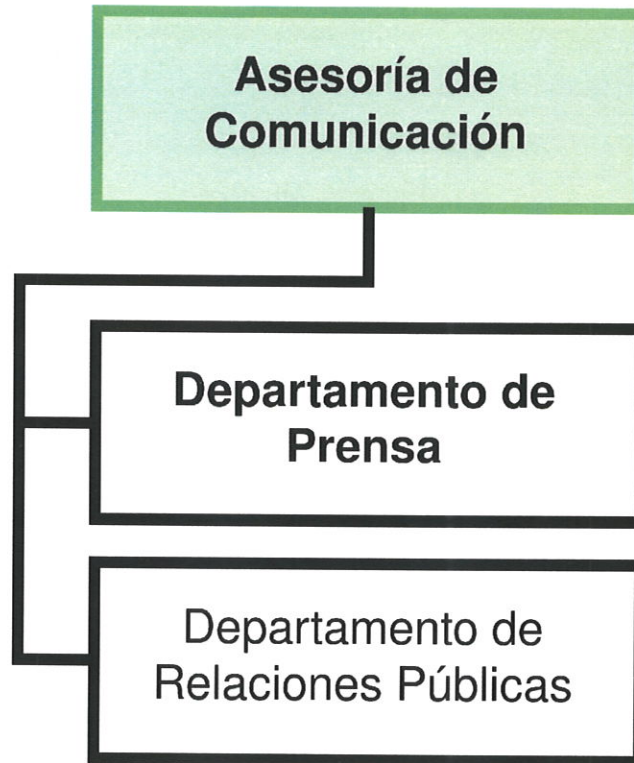 Asesoría de
Comunicación
Departamento de
Prensa
Departamento de
Relaciones Públicas